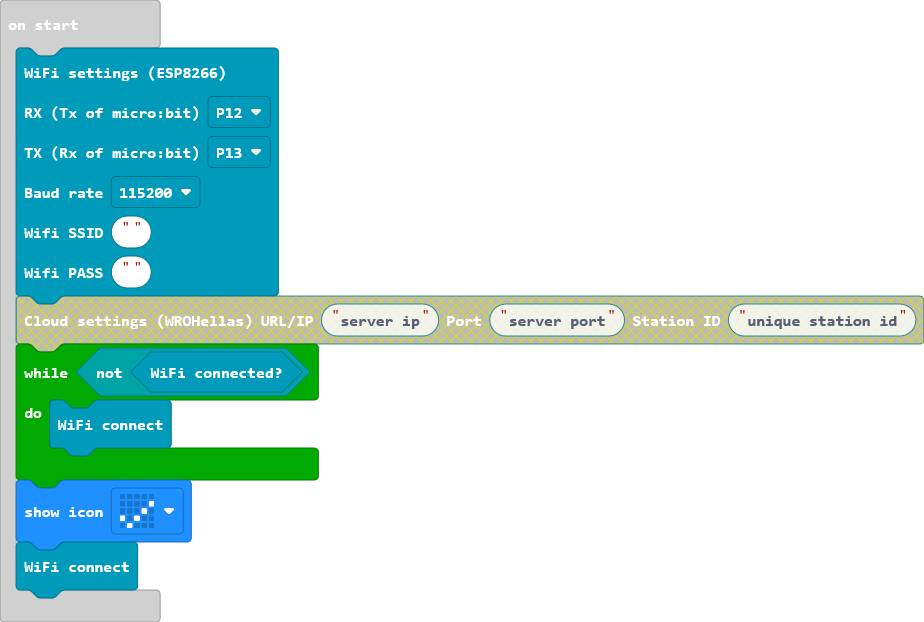 on start
WiFi settings (ESP8266)
RX (Tx of micro:bit) P12
TX (Rx of micro:bit) P13
Baud rate 115200
Wifi SSID " "
Wifi PASS " "
Cloud settings (WROHellas) URL/IP "server ip" Port "server port" Station ID "unique station id"
while not WiFi connected?
do
WiFi connect
show icon
WiFi connect